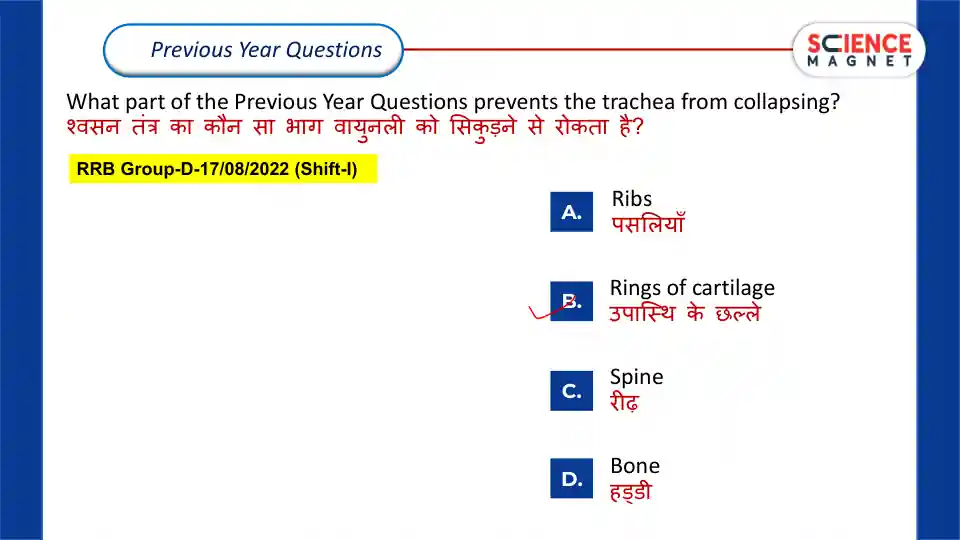 Previous Year Questions
SCIENCE
MAGNET
What part of the Previous Year Questions prevents the trachea from collapsing?
श्वसन तंत्र का कौन सा भाग वायुनली को सिकुड़ने से रोकता है?
RRB Group-D-17/08/2022 (Shift-I)
A.
Ribs
पसलियाँ
B.
Rings of cartilage
उपास्थि के छल्ले
C.
Spine
रीढ़
D.
Bone
हड्डी